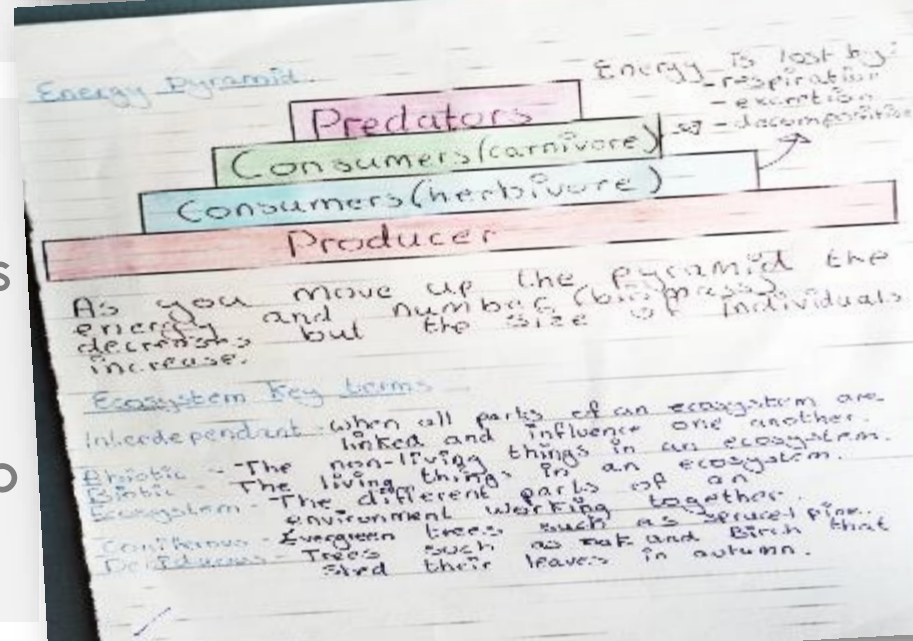 Energy Pyramid.
Energy is lost by:
- respiration
- excretion
- decomposition
Predators
Consumers (carnivore)
Consumers (herbivore)
Producer
As you move up the pyramid the
energy and number (biomass)
decreases but the size of individuals
increase.
Ecosystem Key terms
Interdependant - when all parts of an ecosystem are
linked and influence one another.
- The non-living things in an ecosystem.
Biotic - The living things in an ecosystem.
Ecosystem - The different parts of an
environment working together.
Coniferous - Evergreen trees such as spruce + pine.
Deciduous - Trees such as oak and Birch that
shed their leaves in autumn.